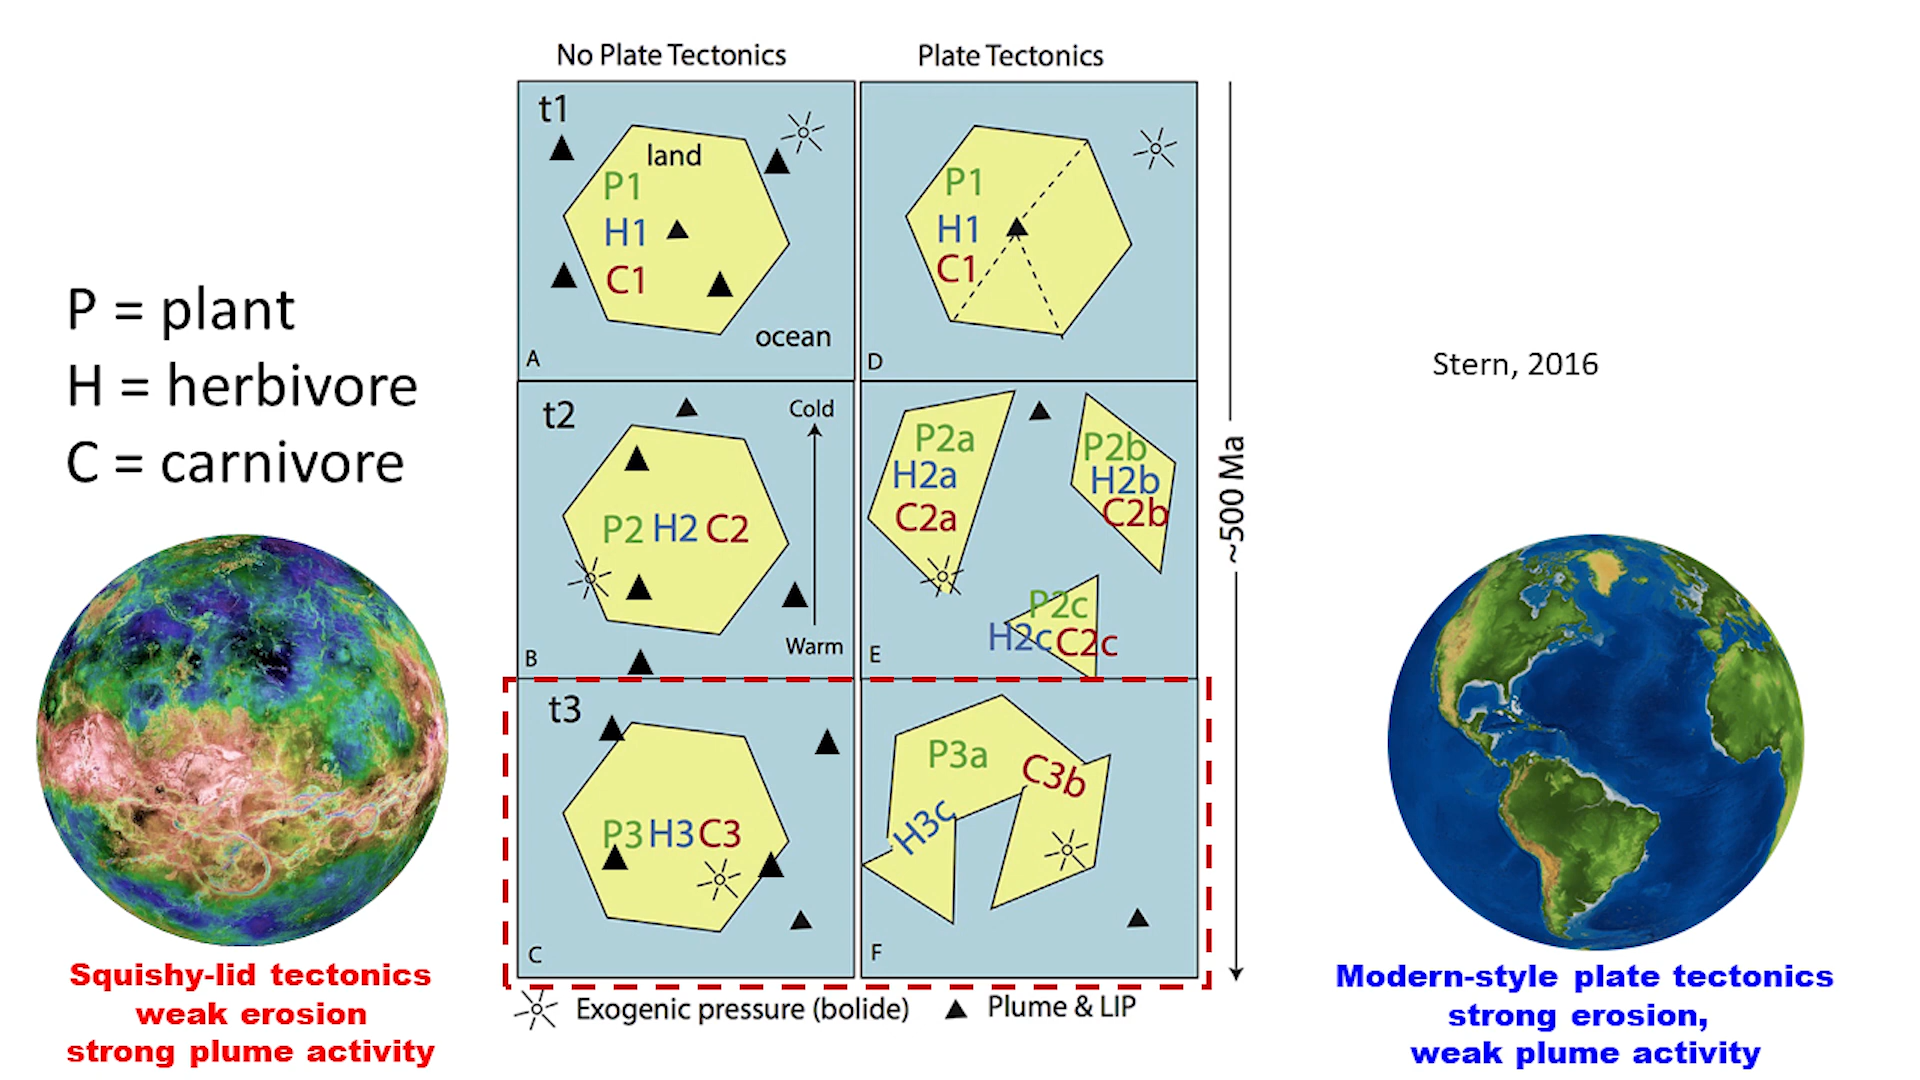 No Plate Tectonics
Plate Tectonics
t1
land
P1
H1
C1
ocean
A
P1
H1
C1
D
P = plant
H = herbivore
C = carnivore
t2
Cold
P2 H2 C2
Warm
B
P2a
H2a
C2a
P2b
H2b
C2b
P2c
H2c C2c
E
~500 Ma
Stern, 2016
t3
P3 H3 C3
C
P3a
C3b
H3c
F
Exogenic pressure (bolide)
Plume & LIP
Squishy-lid tectonics
weak erosion
strong plume activity
Modern-style plate tectonics
strong erosion,
weak plume activity